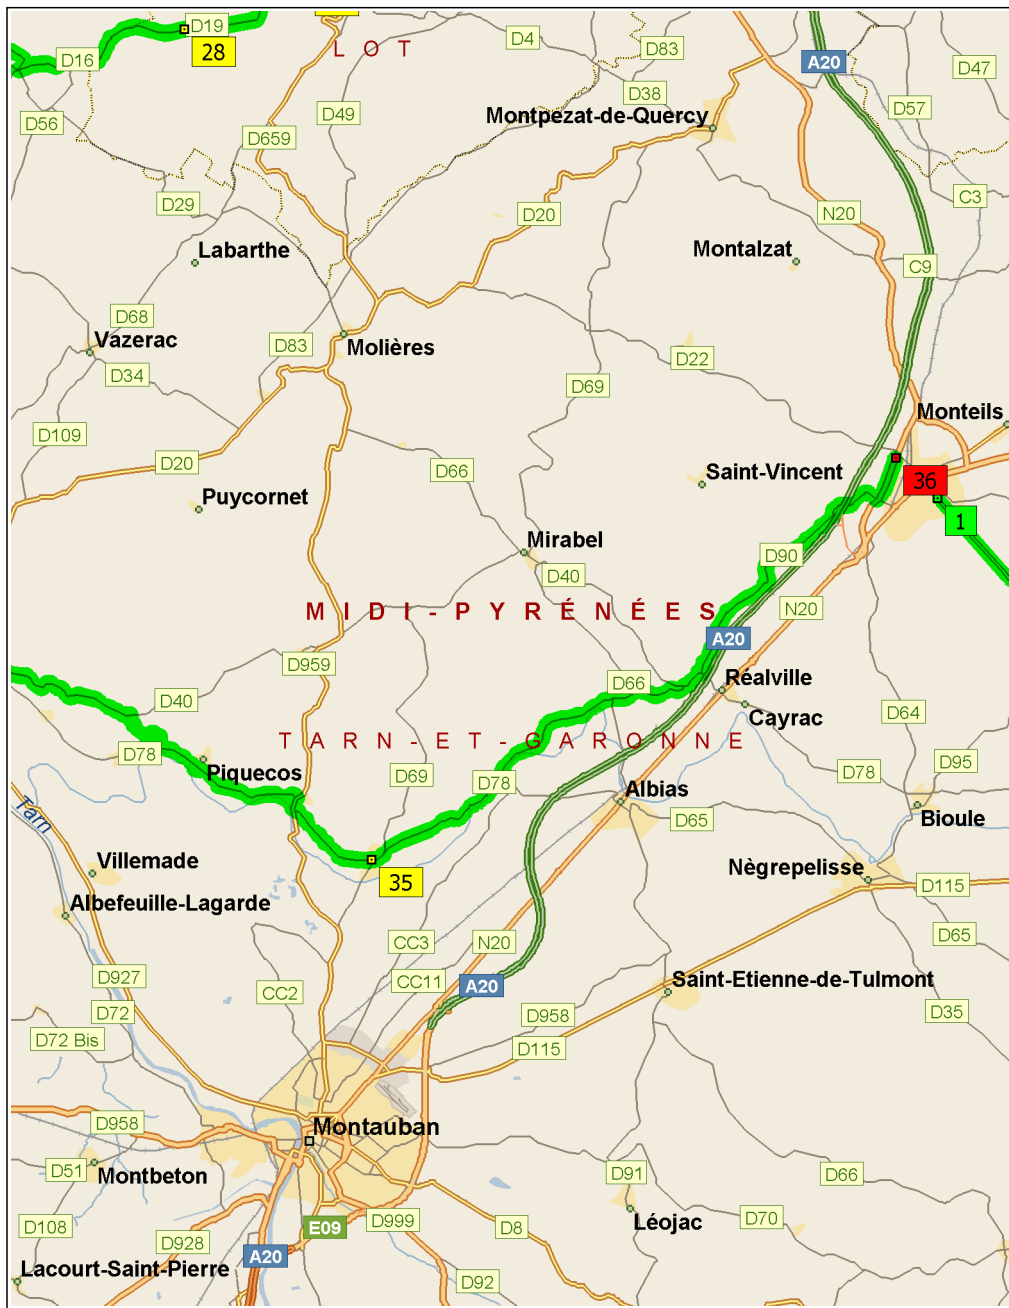 D19
28
D16
L O T
D4
D83
A20
D47
D56
D49
D38
D57
Montpezat-de-Quercy
D659
D29
D20
N20
C3
Labarthe
Montalzat
C9
D68
Vazerac
D83
Molières
D22
D34
D69
Monteils
D109
D20
D66
Saint-Vincent
36
Puycornet
1
Mirabel
D90
D40
MIDI-PYRÉNÉES
N20
A20
D959
D66
Réalville
D40
Cayrac
D64
TARN-ET-GARONNE
D78
Piquecos
D69
D78
D78
D95
Albias
Tarn
D65
Bioule
Villemade
Nègrepelisse
35
D115
Albefeuille-Lagarde
CC3
N20
D65
D927
CC11
A20
Saint-Etienne-de-Tulmont
CC2
D72
D958
D35
D72 Bis
D115
D958
Montauban
D51
Montbeton
D91
D66
D108
E09
D999
D8
Léojac
D70
D928
A20
Lacourt-Saint-Pierre
D92